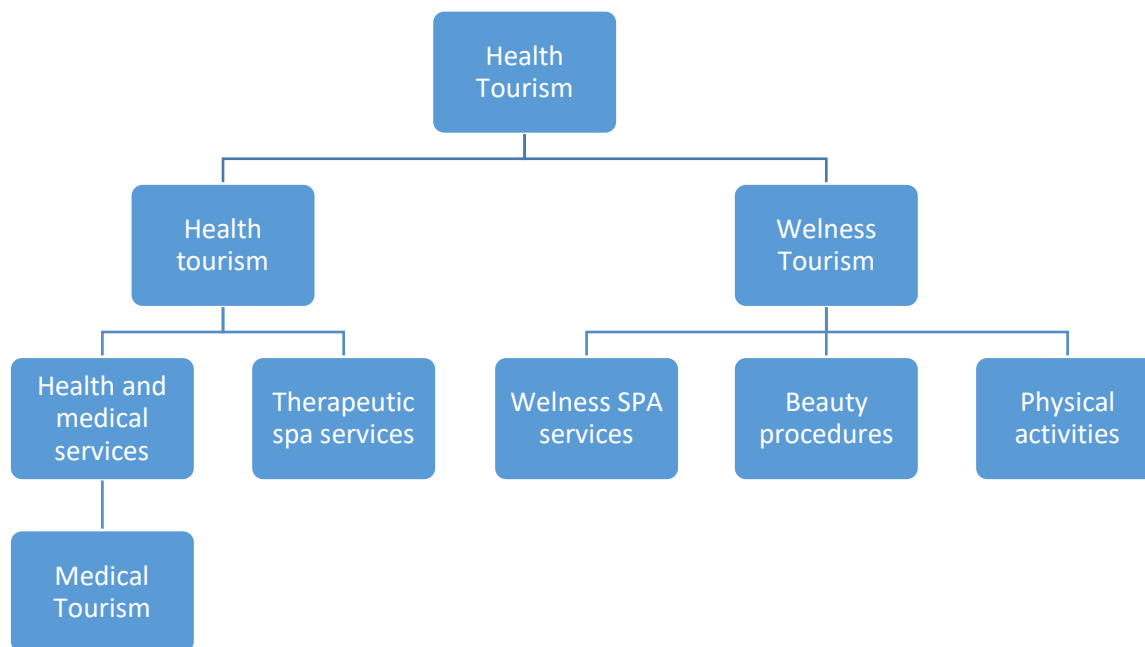 Health
Tourism
Health
tourism
Welness
Tourism
Health and
medical
services
Therapeutic
spa services
Welness SPA
services
Beauty
procedures
Physical
activities
Medical
Tourism